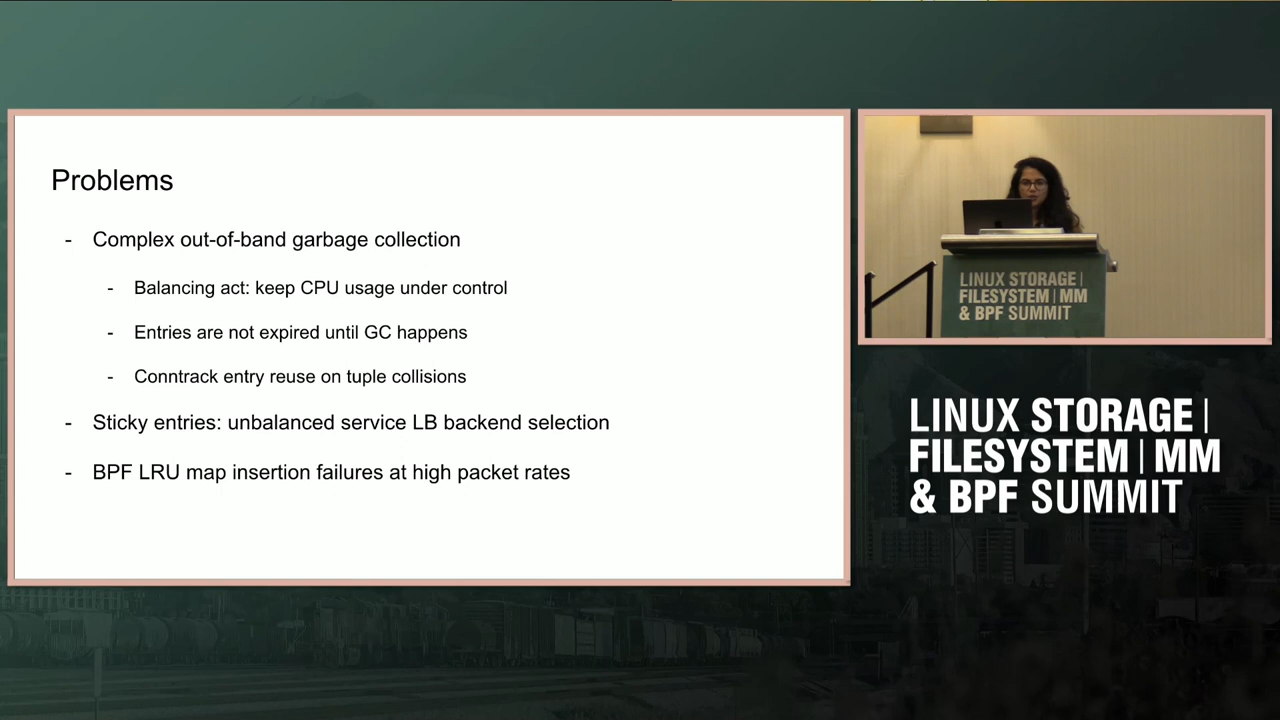 Problems
- Complex out-of-band garbage collection
- Balancing act: keep CPU usage under control
- Entries are not expired until GC happens
- Conntrack entry reuse on tuple collisions
- Sticky entries: unbalanced service LB backend selection
- BPF LRU map insertion failures at high packet rates
LINUX STORAGE |
FILESYSTEM | MM
& BPF SUMMIT
LINUX STORAGE |
FILESYSTEM | MM
& BPF SUMMIT